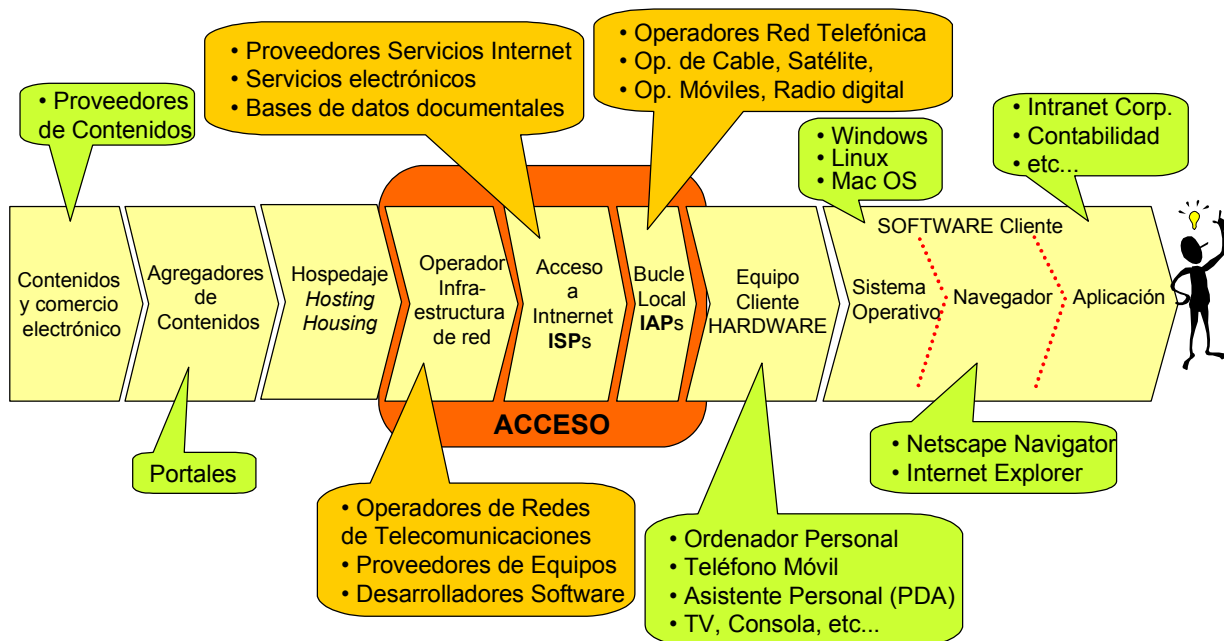 • Proveedores Servicios Internet
• Servicios electrónicos
• Bases de datos documentales
• Operadores Red Telefónica
• Op. de Cable, Satélite,
• Op. Móviles, Radio digital
• Proveedores
de Contenidos
• Windows
• Linux
• Mac OS
• Intranet Corp.
• Contabilidad
• etc...
Contenidos
y comercio
electrónico
Agregadores
de
Contenidos
Hospedaje
Hosting
Housing
Operador
Infra-
estructura
de red
Acceso
a
Intnernet
ISPs
Bucle
Local
IAPs
Equipo
Cliente
HARDWARE
SOFTWARE Cliente
Sistema
Operativo
Navegador
Aplicación
ACCESO
Portales
• Operadores de Redes
de Telecomunicaciones
• Proveedores de Equipos
• Desarrolladores Software
• Netscape Navigator
• Internet Explorer
• Ordenador Personal
• Teléfono Móvil
• Asistente Personal (PDA)
• TV, Consola, etc...